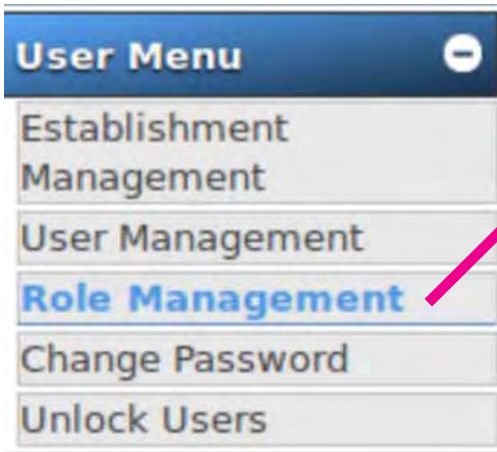 User Menu
Establishment
Management
User Management
Role Management
Change Password
Unlock Users